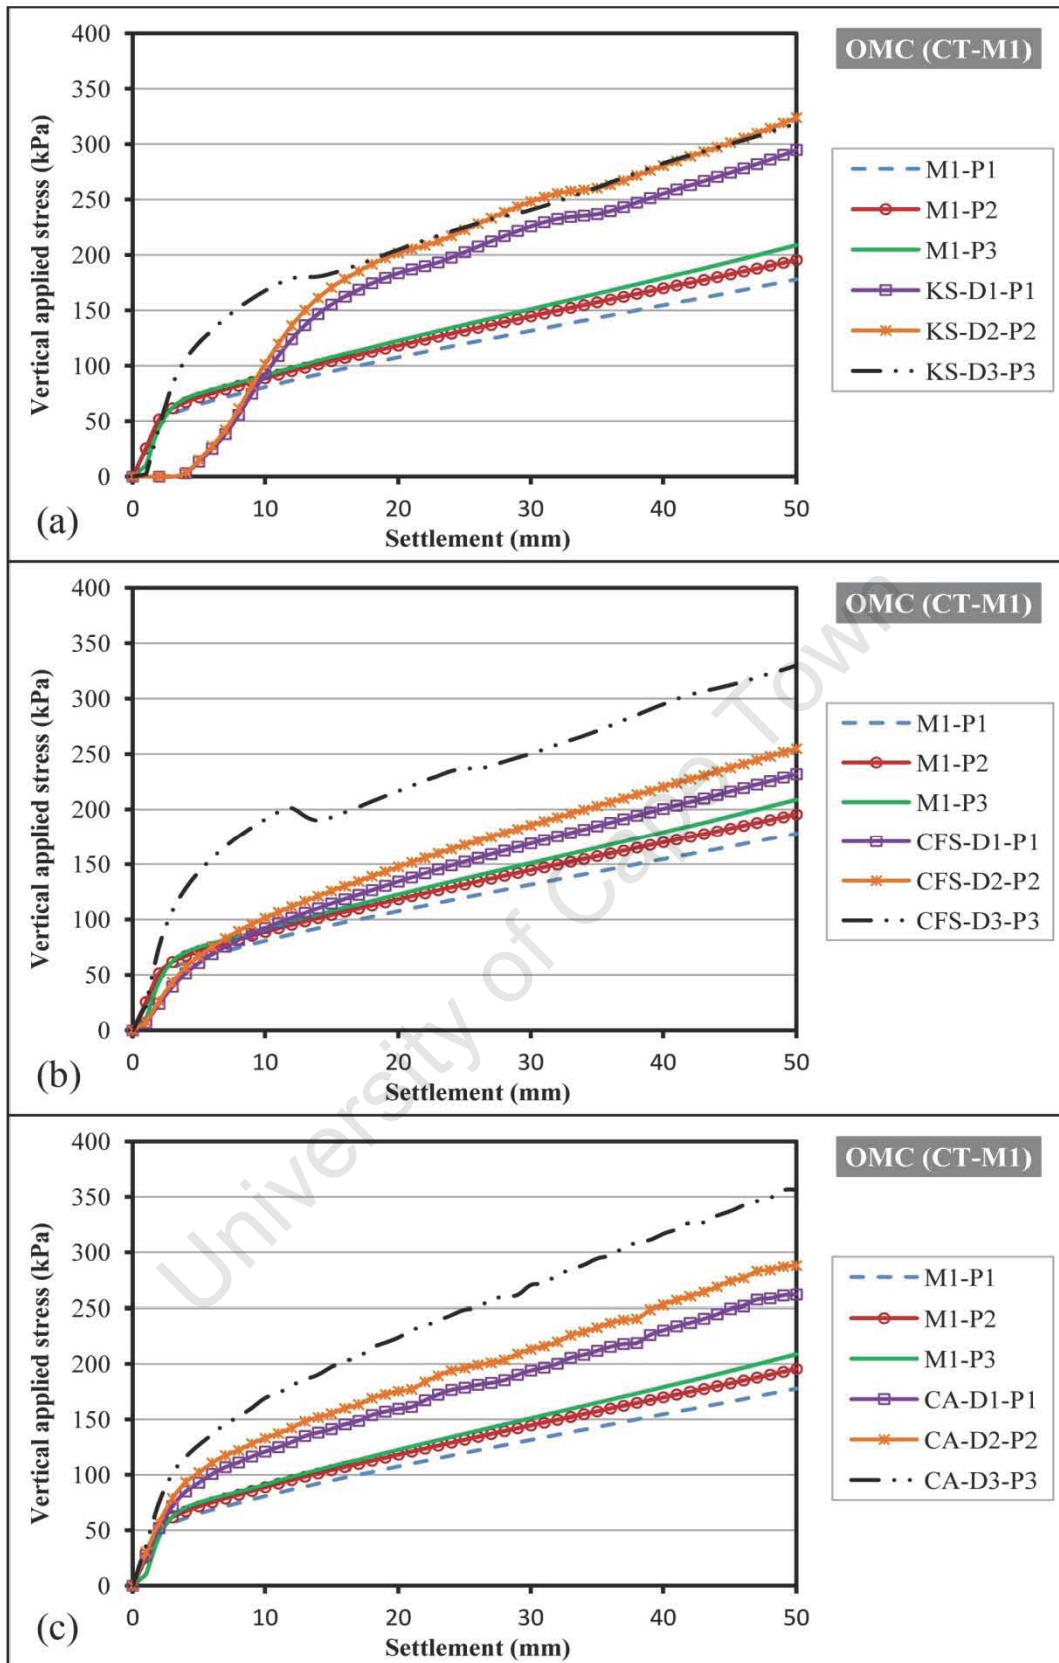 OMC (CT-M1)
Vertical applied stress (kPa)
400
350
300
250
200
150
100
50
0
0 10 20 30 40 50
Settlement (mm)
(a)
M1-P1
M1-P2
M1-P3
KS-D1-P1
KS-D2-P2
KS-D3-P3
OMC (CT-M1)
Vertical applied stress (kPa)
400
350
300
250
200
150
100
50
0
0 10 20 30 40 50
Settlement (mm)
(b)
M1-P1
M1-P2
M1-P3
CFS-D1-P1
CFS-D2-P2
CFS-D3-P3
OMC (CT-M1)
Vertical applied stress (kPa)
400
350
300
250
200
150
100
50
0
0 10 20 30 40 50
Settlement (mm)
(c)
M1-P1
M1-P2
M1-P3
CA-D1-P1
CA-D2-P2
CA-D3-P3
University of Cape Town